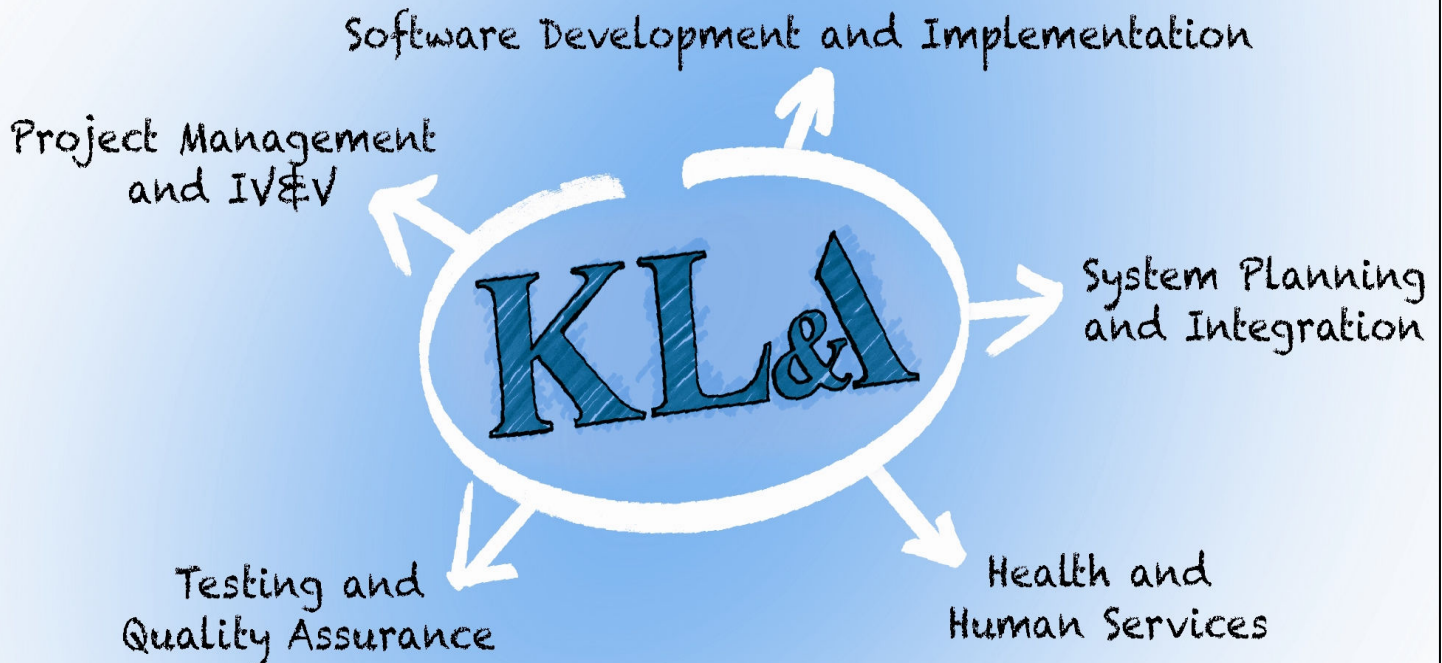 Software Development and Implementation
Project Management
and IV&V
KL&A
System Planning
and Integration
Testing and
Quality Assurance
Health and
Human Services